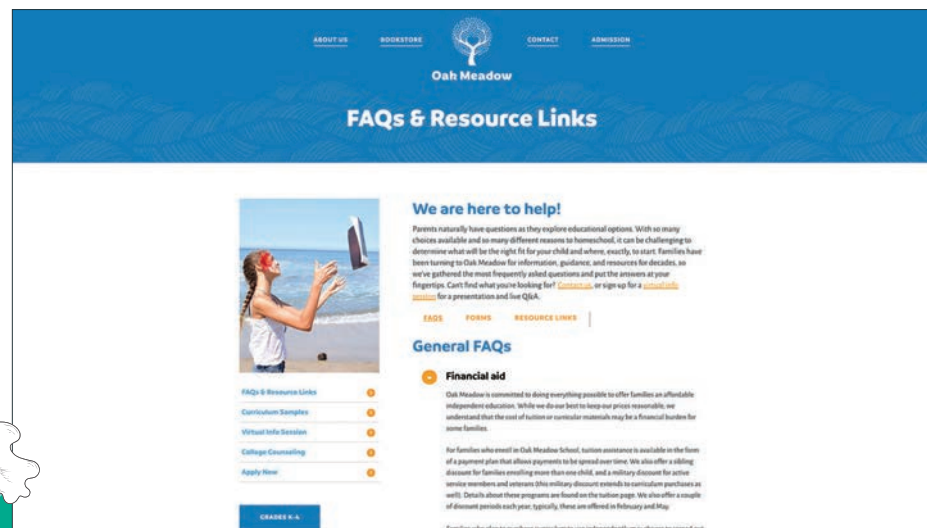 ABOUT US
BOOKSTORE
CONTACT
ADMISSION
Oak Meadow
FAQs & Resource Links
We are here to help!
Parents naturally have questions as they explore educational options. With so many
choices available and so many different reasons to homeschool, it can be challenging to
determine what will be the right fit for your child and where, exactly, to start. Families have
been turning to Oak Meadow for information, guidance, and resources for decades, so
we've gathered the most frequently asked questions and put the answers at your
fingertips. Can't find what you're looking for? Contact us, or sign up for a virtual info
session for a presentation and live Q&A.
FAQS
FORMS
RESOURCE LINKS
General FAQs
Financial aid
Oak Meadow is committed to doing everything possible to offer families an affordable
independent education. While we do our best to keep our prices reasonable, we
understand that the cost of tuition or curricular materials may be a financial burden for
some families.
For families who enroll in Oak Meadow School, tuition assistance is available in the form
of a payment plan that allows payments to be spread over time. We also offer a sibling
discount for families enrolling more than one child, and a military discount for active
service members and veterans (this military discount extends to curriculum purchases as
well). Details about these programs are found on the tuition page. We also offer a couple
of discount periods each year, typically, these are offered in February and May.
FAQs & Resource Links
Curriculum Samples
Virtual Info Session
College Counseling
Apply Now
GRADES K-4